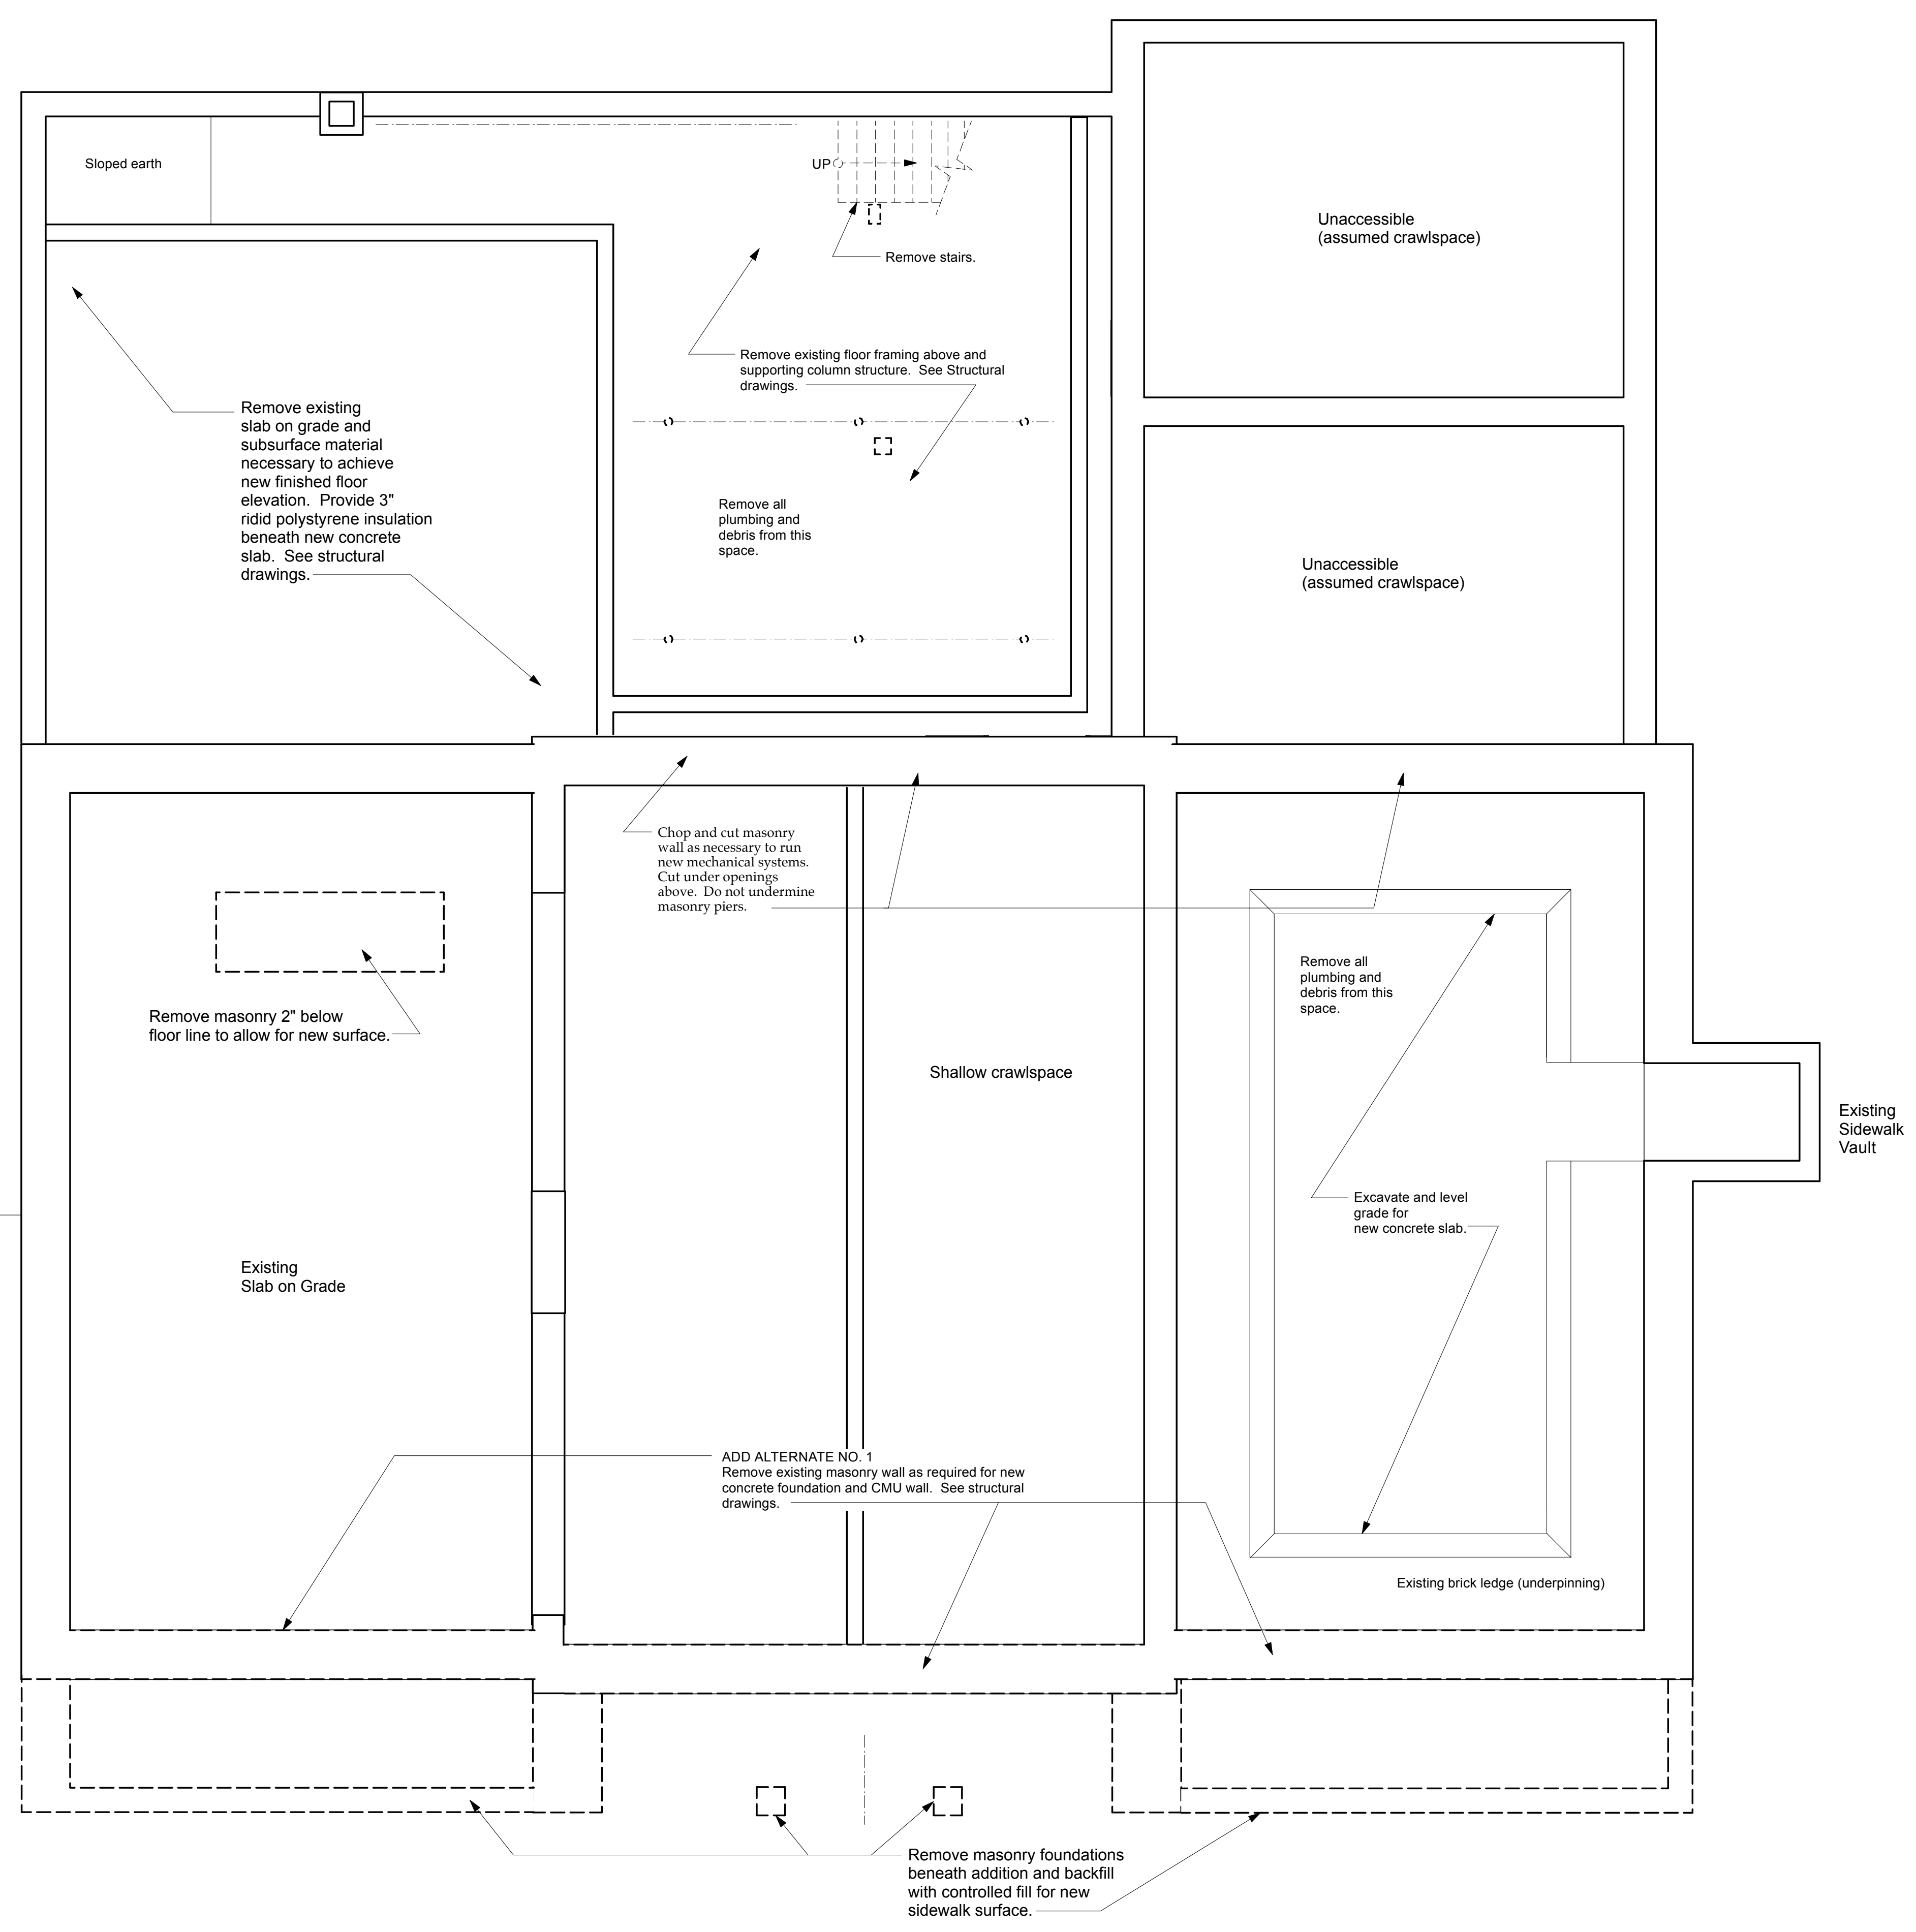 Sloped earth
UP
Remove stairs.
Unaccessible
(assumed crawlspace)
Remove existing floor framing above and
supporting column structure.  See Structural
drawings.
Remove existing
slab on grade and
subsurface material
necessary to achieve
new finished floor
elevation.  Provide 3"
ridid polystyrene insulation
beneath new concrete
slab.  See structural
drawings.
Remove all
plumbing and
debris from this
space.
Unaccessible
(assumed crawlspace)
Chop and cut masonry
wall as necessary to run
new mechanical systems.
Cut under openings
above.  Do not undermine
masonry piers.
Remove all
plumbing and
debris from this
space.
Remove masonry 2" below
floor line to allow for new surface.
Shallow crawlspace
Existing
Sidewalk
Vault
Excavate and level
grade for
new concrete slab.
Existing
Slab on Grade
ADD ALTERNATE NO. 1
Remove existing masonry wall as required for new
concrete foundation and CMU wall.  See structural
drawings.
Existing brick ledge (underpinning)
Remove masonry foundations
beneath addition and backfill
with controlled fill for new
sidewalk surface.